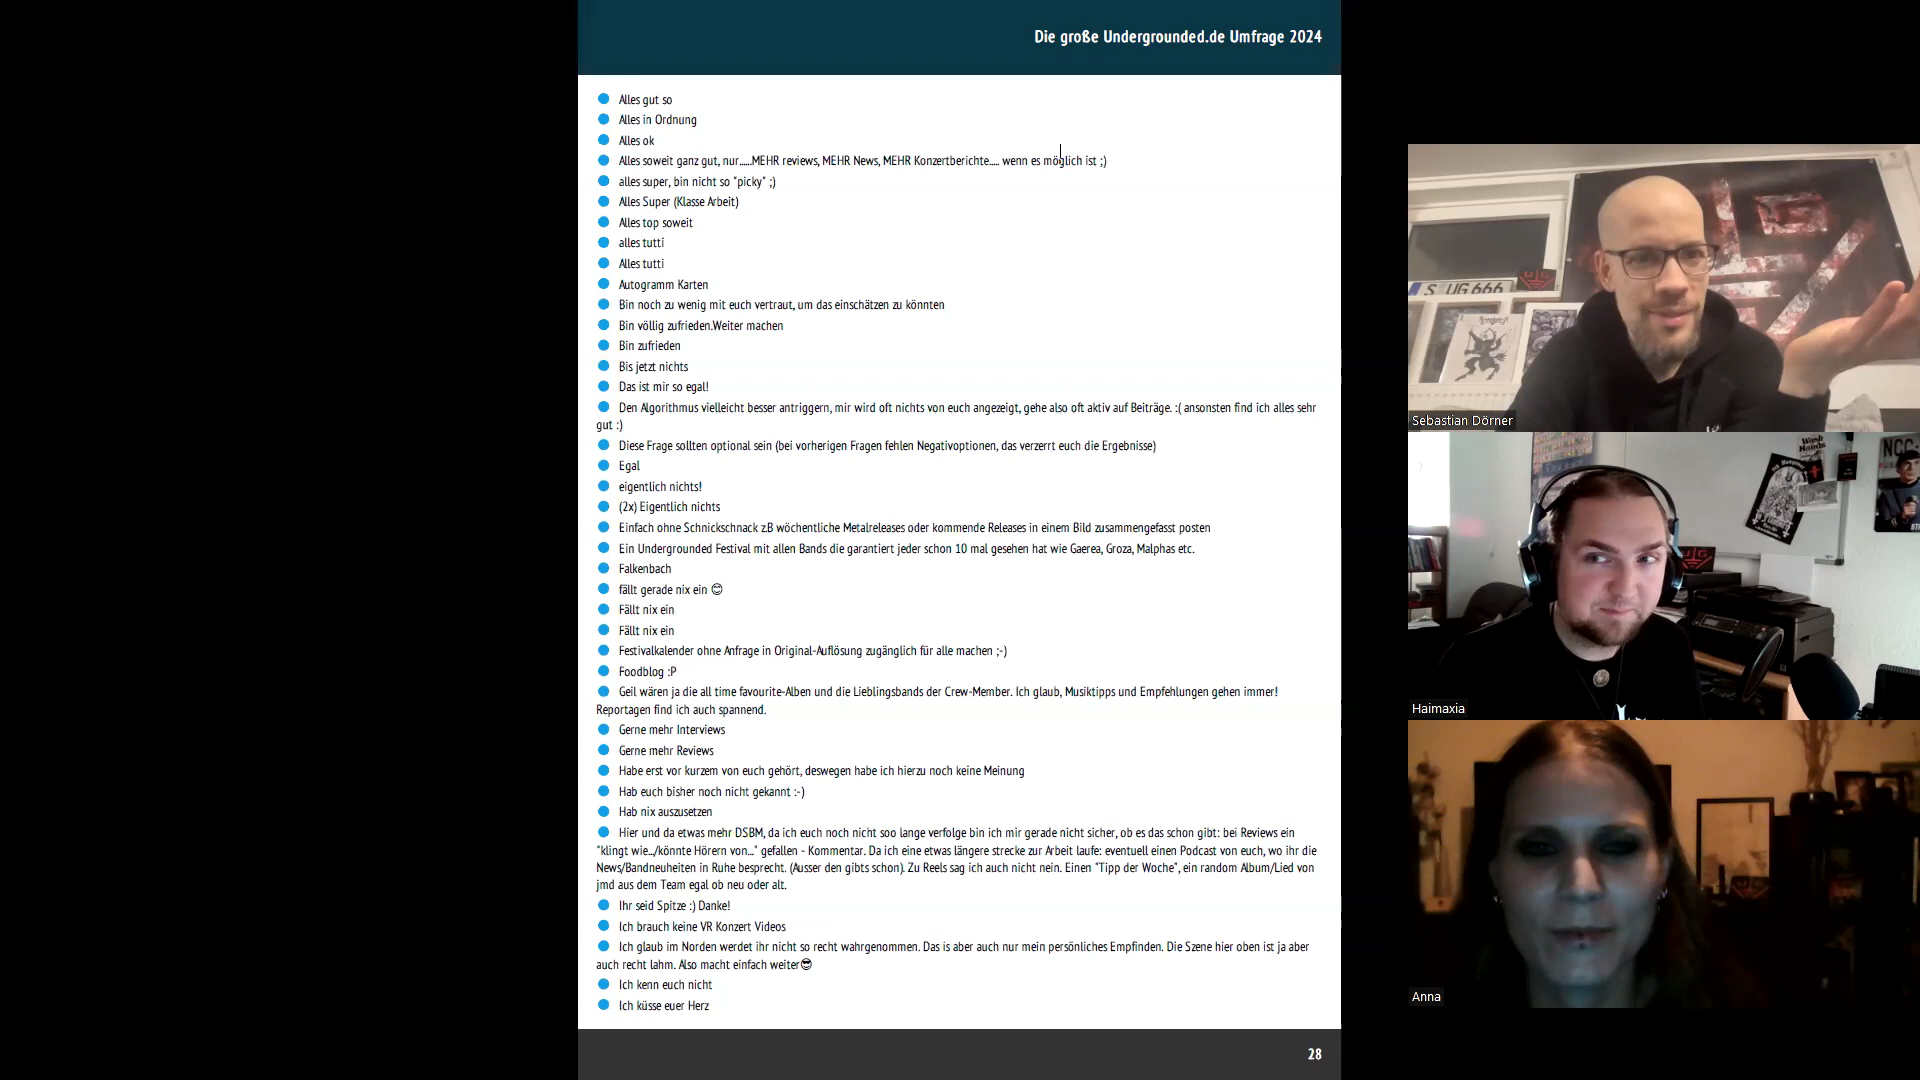 Die große Undergrounded.de Umfrage 2024
Alles gut so
Alles in Ordnung
Alles ok
Alles soweit ganz gut, nur......MEHR reviews, MEHR News, MEHR Konzertberichte..... wenn es möglich ist ;)
alles super, bin nicht so "picky" ;)
Alles Super (Klasse Arbeit)
Alles top soweit
alles tutti
Alles tutti
Autogramm Karten
Bin noch zu wenig mit euch vertraut, um das einschätzen zu könnten
Bin völlig zufrieden.Weiter machen
Bin zufrieden
Bis jetzt nichts
Das ist mir so egal!
Den Algorithmus vielleicht besser antriggern, mir wird oft nichts von euch angezeigt, gehe also oft aktiv auf Beiträge. :( ansonsten find ich alles sehr
gut :)
Diese Frage sollten optional sein (bei vorherigen Fragen fehlen Negativoptionen, das verzerrt euch die Ergebnisse)
Egal
eigentlich nichts!
(2x) Eigentlich nichts
Einfach ohne Schnickschnack z.B wöchentliche Metalreleases oder kommende Releases in einem Bild zusammengefasst posten
Ein Undergrounded Festival mit allen Bands die garantiert jeder schon 10 mal gesehen hat wie Gaerea, Groza, Malphas etc.
Falkenbach
fällt gerade nix ein 😊
Fällt nix ein
Fällt nix ein
Festivalkalender ohne Anfrage in Original-Auflösung zugänglich für alle machen ;-)
Foodblog :P
Geil wären ja die all time favourite-Alben und die Lieblingsbands der Crew-Member. Ich glaub, Musiktipps und Empfehlungen gehen immer!
Reportagen find ich auch spannend.
Gerne mehr Interviews
Gerne mehr Reviews
Habe erst vor kurzem von euch gehört, deswegen habe ich hierzu noch keine Meinung
Hab euch bisher noch nicht gekannt :-)
Hab nix auszusetzen
Hier und da etwas mehr DSBM, da ich euch noch nicht soo lange verfolge bin ich mir gerade nicht sicher, ob es das schon gibt: bei Reviews ein
"klingt wie.../könnte Hörern von..." gefallen - Kommentar. Da ich eine etwas längere strecke zur Arbeit laufe: eventuell einen Podcast von euch, wo ihr die
News/Bandneuheiten in Ruhe besprecht. (Ausser den gibts schon). Zu Reels sag ich auch nicht nein. Einen "Tipp der Woche", ein random Album/Lied von
jmd aus dem Team egal ob neu oder alt.
Ihr seid Spitze :) Danke!
Ich brauch keine VR Konzert Videos
Ich glaub im Norden werdet ihr nicht so recht wahrgenommen. Das is aber auch nur mein persönliches Empfinden. Die Szene hier oben ist ja aber
auch recht lahm. Also macht einfach weiter😎
Ich kenn euch nicht
Ich küsse euer Herz
28
S UG 666
Sebastian Dörner
Wash
Hands
NCC-
Haimaxia
Anna